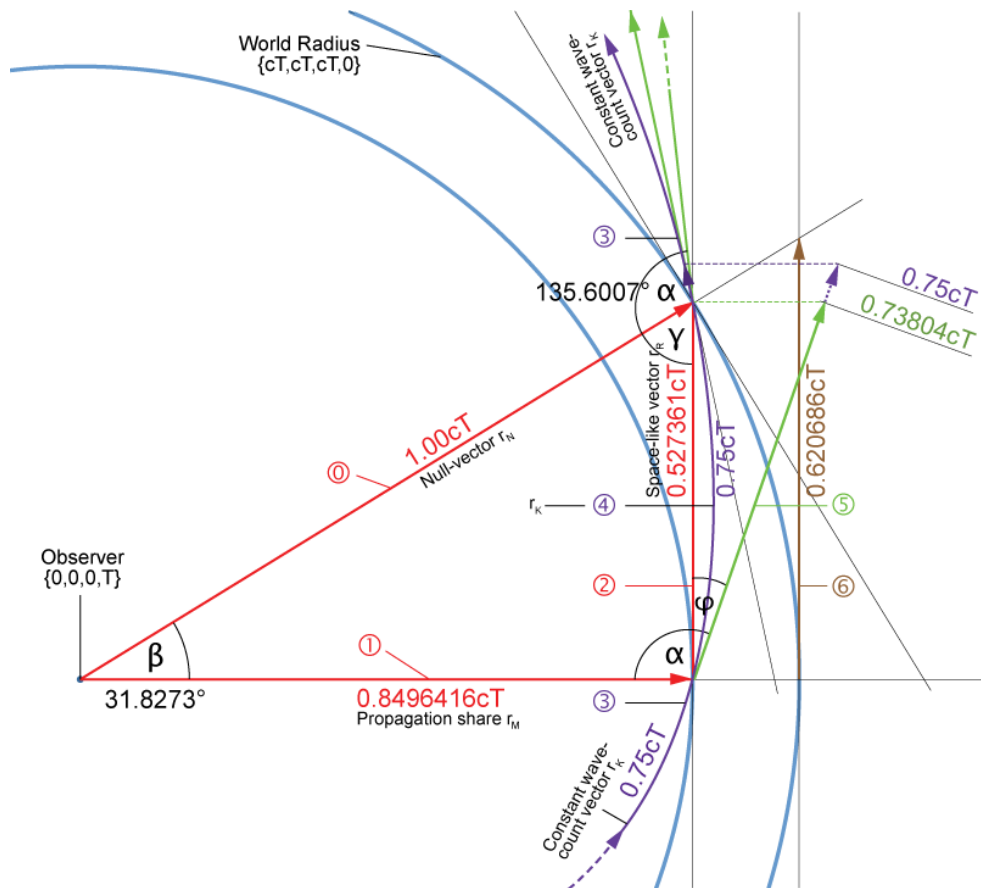 World Radius
{cT,cT,cT,0}
Constant wave-
count vector rK
③
135.6007°
α
γ
0.75cT
0.73804cT
1.00cT
Null-vector rN
⓪
Space-like vector rR
0.527361cT
0.75cT
0.620686cT
rK
④
⑤
Observer
{0,0,0,T}
②
φ
⑥
β
①
α
31.8273°
0.8496416cT
Propagation share rM
③
0.75cT
Constant wave-
count vector rK